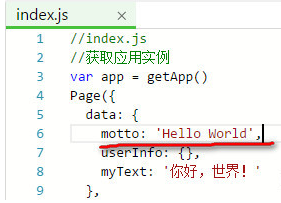 index.js ×
1 //index.js
2 //获取应用实例
3 var app = getApp()
4 Page({
5 data: {
6 motto: 'Hello World',
7 userInfo: {},
8 myText: '你好，世界！'
9 },